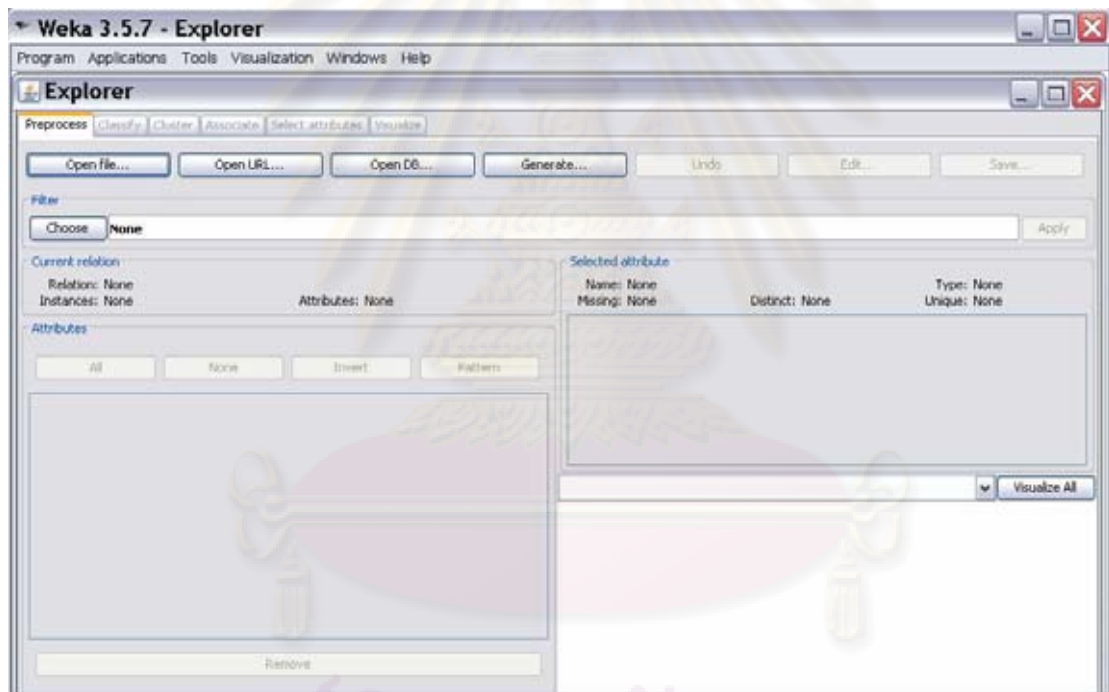 Weka 3.5.7 - Explorer
Program Applications Tools Visualization Windows Help
Explorer
Preprocess Classify Cluster Associate Select attributes Visualize
Open file... Open URL... Open DB... Generate... Undo Edit... Save...
Filter
Choose None Apply
Current relation
Relation: None
Instances: None Attributes: None
Selected attribute
Name: None Type: None
Missing: None Distinct: None Unique: None
Attributes
All None Invert Pattern
Remove
Visualize All